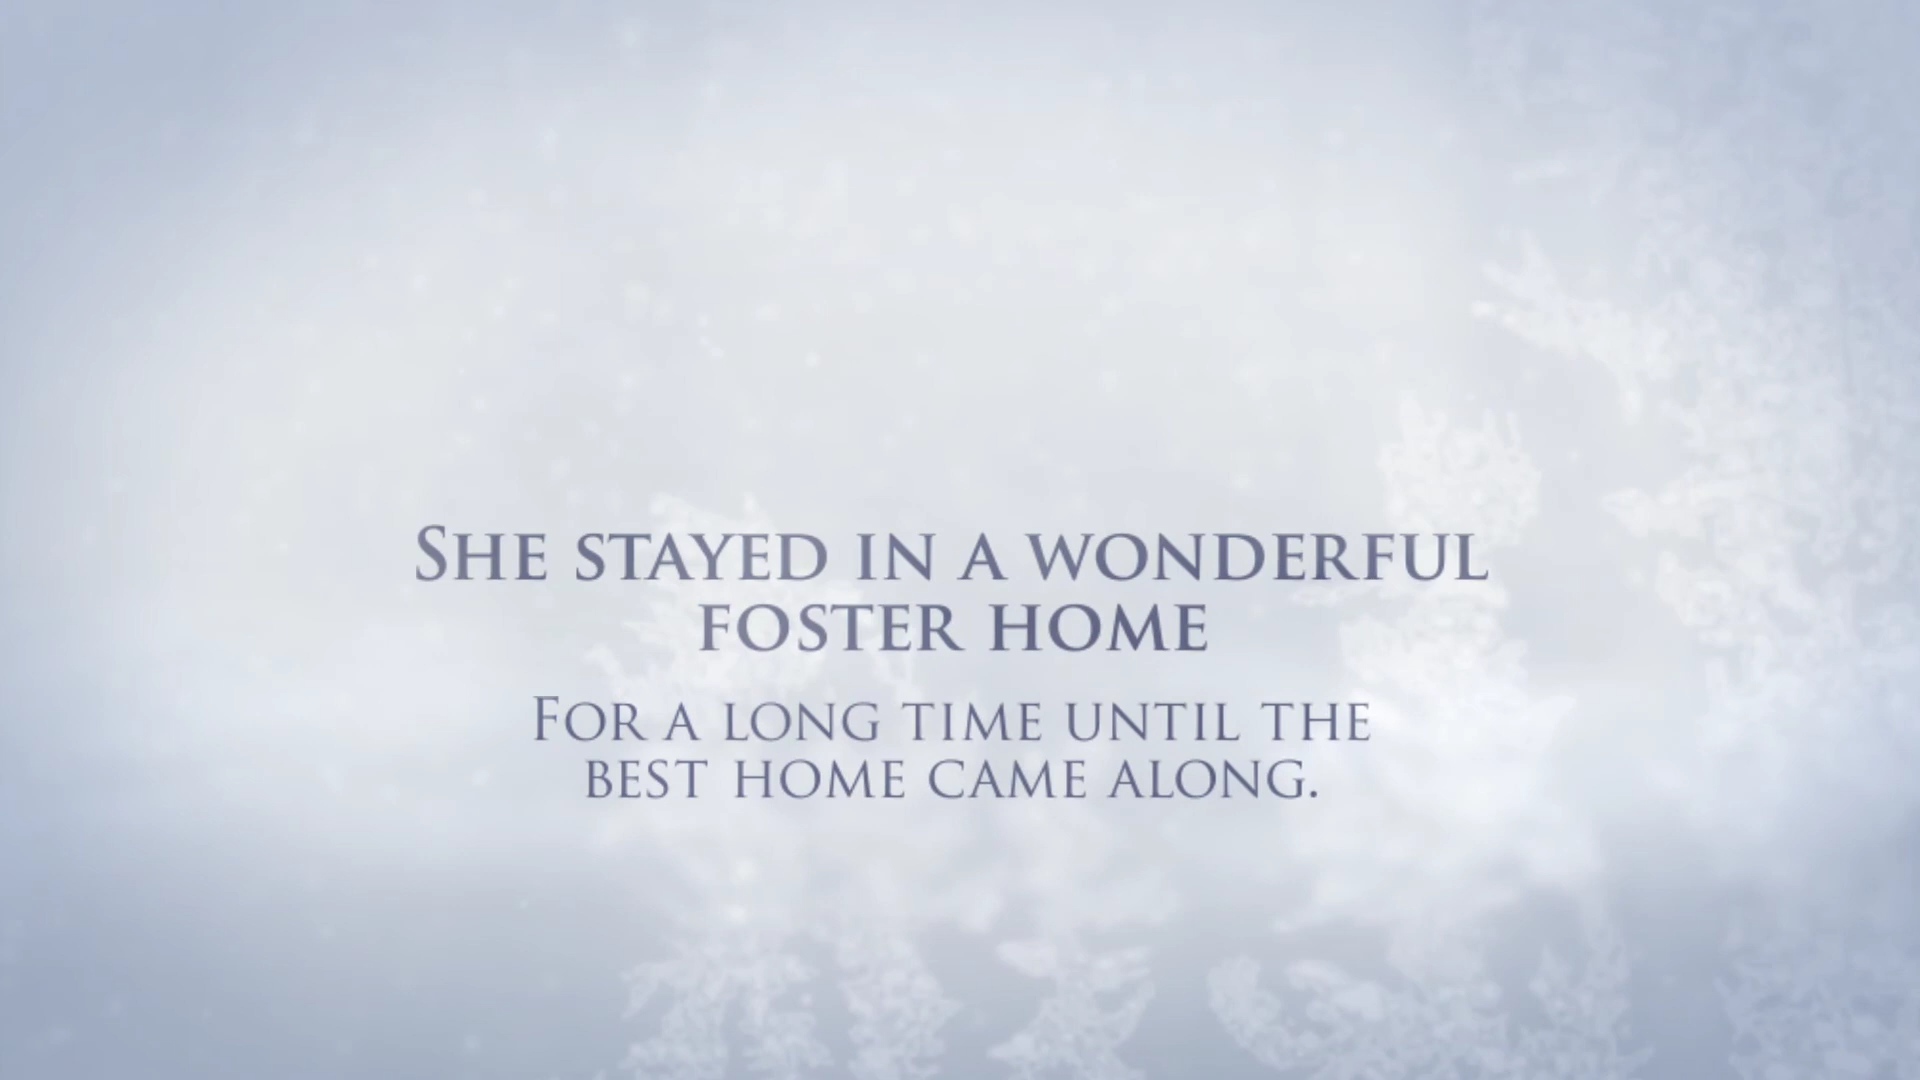 She stayed in a wonderful
foster home
For a long time until the
best home came along.